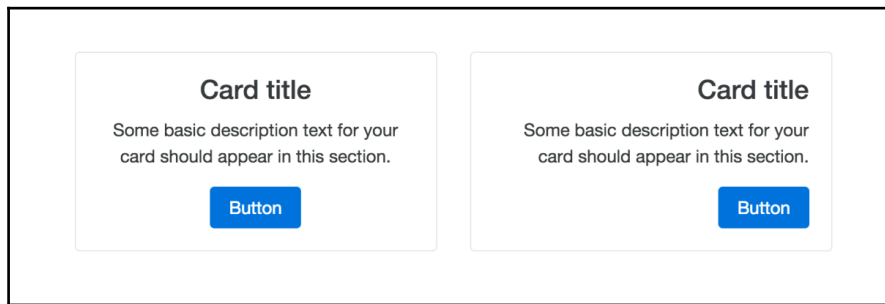 Card title
Some basic description text for your
card should appear in this section.
Button
Card title
Some basic description text for your
card should appear in this section.
Button